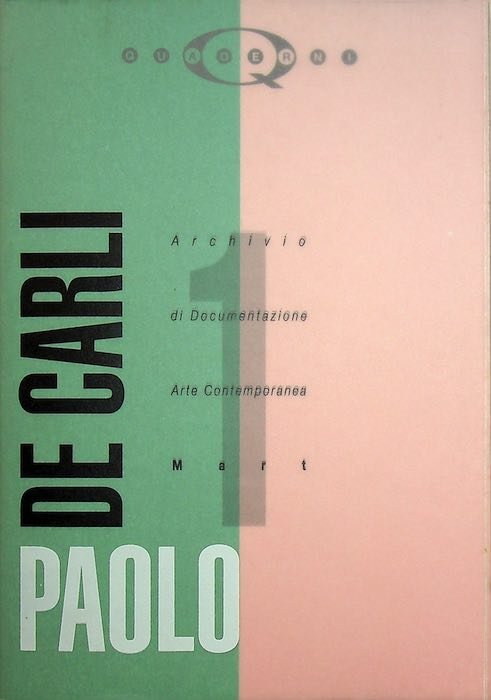 QUADERNI
Q
1
Archivio
di Documentazione
Arte Contemporanea
Mart
DE CARLI
PAOLO